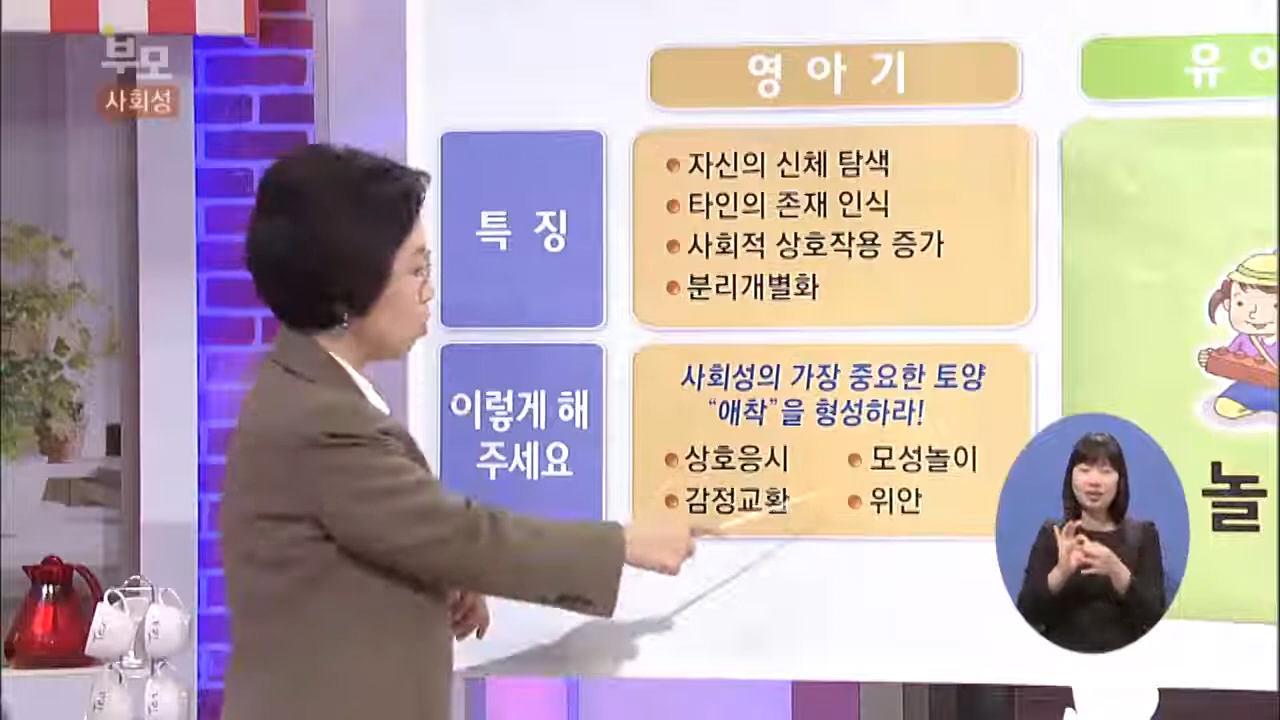 부모
사회성
영아기
유
특징
자신의 신체 탐색
타인의 존재 인식
사회적 상호작용 증가
분리개별화
이렇게 해
주세요
사회성의 가장 중요한 토양
“애착”을 형성하라!
상호응시
모성놀이
감정교환
위안
놀